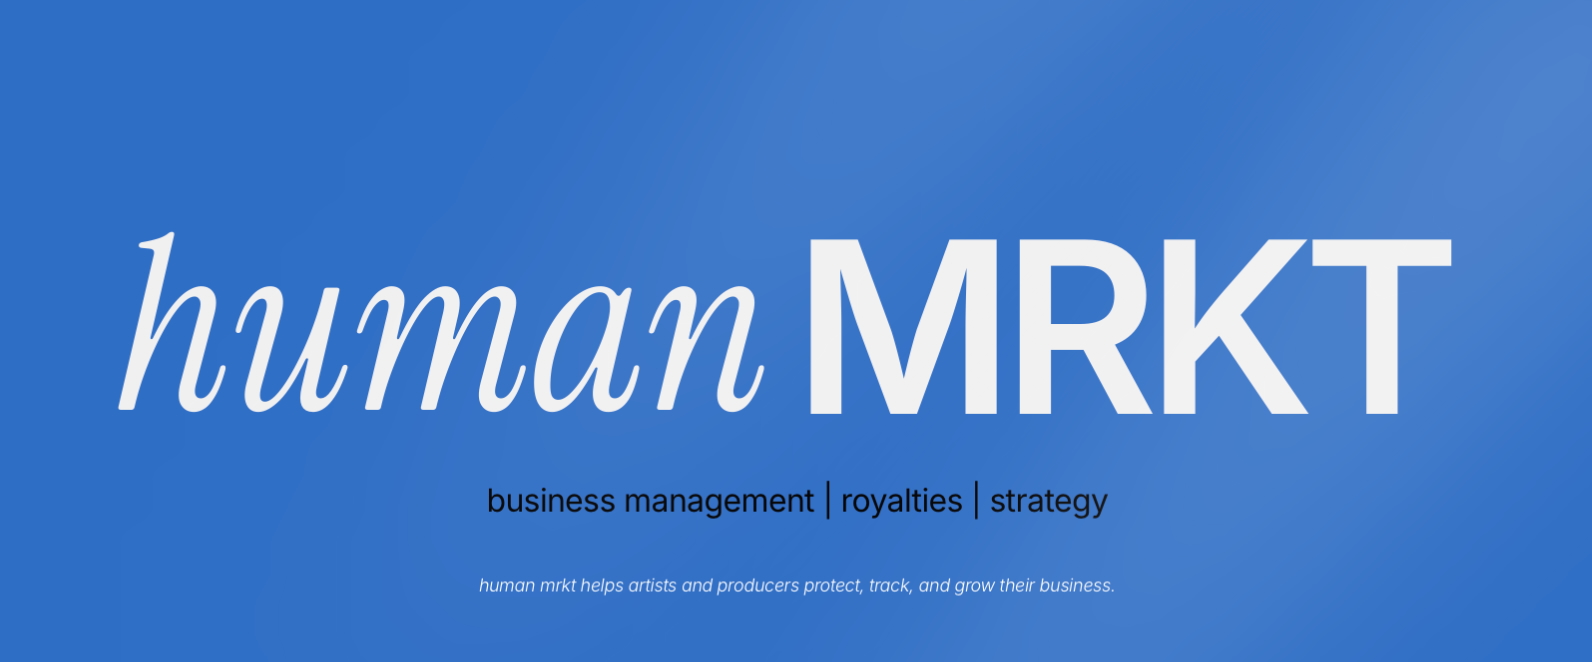 human MRKT
business management | royalties | strategy
human mrkt helps artists and producers protect, track, and grow their business.